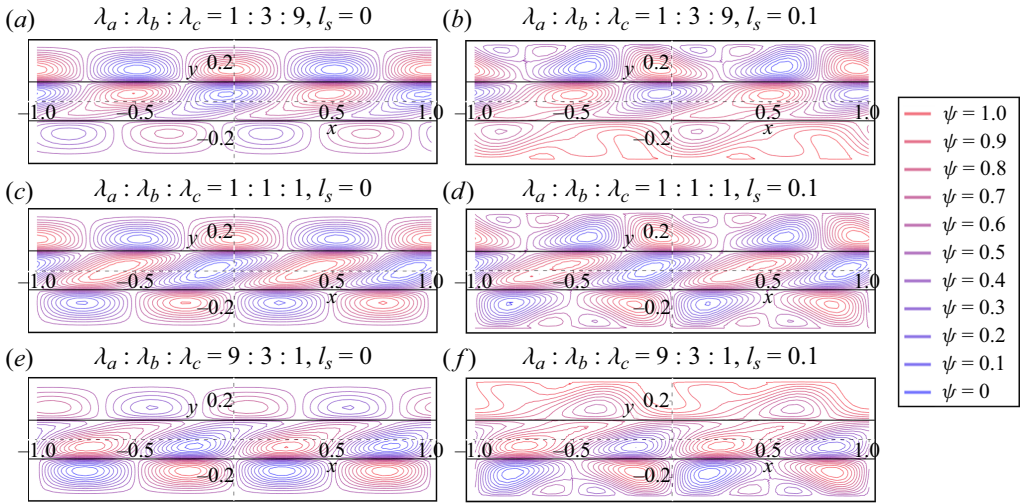 (a) λa : λb : λc = 1 : 3 : 9, ls = 0
y 0.2
–1.0 –0.5 0.5 1.0
x
–0.2
(b) λa : λb : λc = 1 : 3 : 9, ls = 0.1
y 0.2
–1.0 –0.5 0.5 1.0
x
–0.2
(c) λa : λb : λc = 1 : 1 : 1, ls = 0
y 0.2
–1.0 –0.5 0.5 1.0
x
–0.2
(d) λa : λb : λc = 1 : 1 : 1, ls = 0.1
y 0.2
–1.0 –0.5 0.5 1.0
x
–0.2
(e) λa : λb : λc = 9 : 3 : 1, ls = 0
y 0.2
–1.0 –0.5 0.5 1.0
x
–0.2
(f) λa : λb : λc = 9 : 3 : 1, ls = 0.1
y 0.2
–1.0 –0.5 0.5 1.0
x
–0.2
ψ = 1.0
ψ = 0.9
ψ = 0.8
ψ = 0.7
ψ = 0.6
ψ = 0.5
ψ = 0.4
ψ = 0.3
ψ = 0.2
ψ = 0.1
ψ = 0